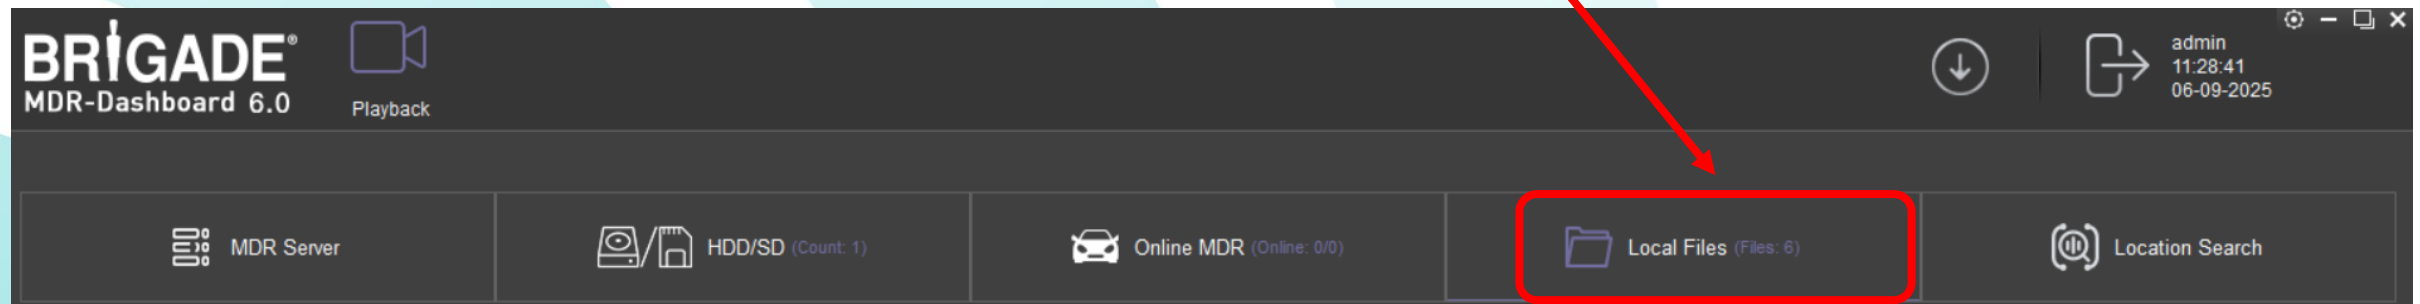 BRIGADE®
MDR-Dashboard 6.0
Playback
admin
11:28:41
06-09-2025
MDR Server
HDD/SD (Count: 1)
Online MDR (Online: 0/0)
Local Files (Files: 6)
Location Search